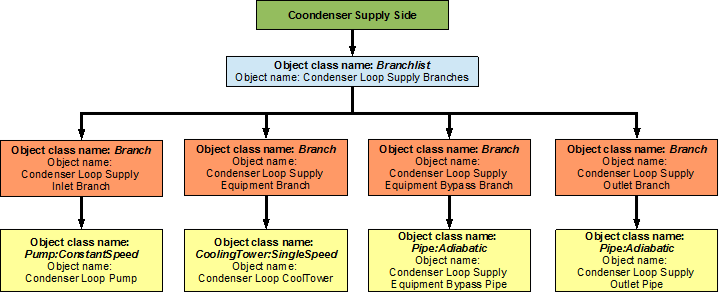 Coondenser Supply Side
Object class name: Branchlist
Object name: Condenser Loop Supply Branches
Object class name: Branch
Object name:
Condenser Loop Supply
Inlet Branch
Object class name: Branch
Object name:
Condenser Loop Supply
Equipment Branch
Object class name: Branch
Object name:
Condenser Loop Supply
Equipment Bypass Branch
Object class name: Branch
Object name:
Condenser Loop Supply
Outlet Branch
Object class name:
Pump:ConstantSpeed
Object name:
Condenser Loop Pump
Object class name:
CoolingTower:SingleSpeed
Object name:
Condenser Loop CoolTower
Object class name:
Pipe:Adiabatic
Object name:
Condenser Loop Supply
Equipment Bypass Pipe
Object class name:
Pipe:Adiabatic
Object name:
Condenser Loop Supply
Outlet Pipe